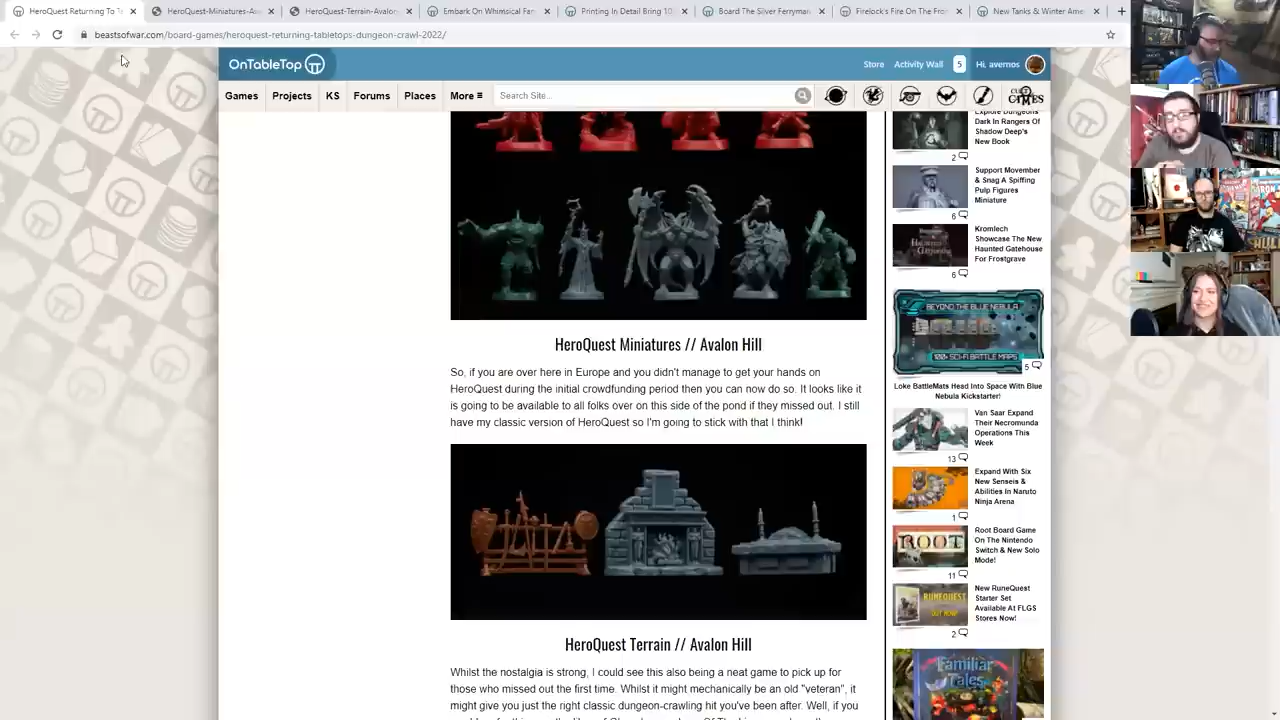 HeroQuest Returning To T
HeroQuest-Miniatures-Ava
HeroQuest-Terrain-Avalon-
Embark On Whimsical Fan
Printing In Detail Bring 10
Board The Silver Ferryman
Firelock's Fire On The Fron
New Tanks & Winter Ame
beastsofwar.com/board-games/heroquest-returning-tabletops-dungeon-crawl-2022/
OnTableTop
Store
Activity Wall
5
Hi, avernos
Games
Projects
KS
Forums
Places
More ≡
Search Site...
HeroQuest Miniatures // Avalon Hill
So, if you are over here in Europe and you didn't manage to get your hands on
HeroQuest during the initial crowdfunding period then you can now do so. It looks like it
is going to be available to all folks over on this side of the pond if they missed out. I still
have my classic version of HeroQuest so I'm going to stick with that I think!
HeroQuest Terrain // Avalon Hill
Whilst the nostalgia is strong, I could see this also being a neat game to pick up for
those who missed out the first time. Whilst it might mechanically be an old "veteran", it
might give you just the right classic dungeon-crawling hit you've been after. Well, if you
Explore Dungeons
Dark In Rangers Of
Shadow Deep's
New Book
2
Support Movember
& Snag A Spiffing
Pulp Figures
Miniature
6
Kromlech
Showcase The New
Haunted Gatehouse
For Frostgrave
6
BEYOND THE BLUE NEBULA
100+ SCI-FI BATTLE MAPS
5
Loke BattleMats Head Into Space With Blue
Nebula Kickstarter!
Van Saar Expand
Their Necromunda
Operations This
Week
13
Expand With Six
New Senseis &
Abilities In Naruto
Ninja Arena
1
ROOT
Root Board Game
On The Nintendo
Switch & New Solo
Mode!
11
RUNEQUEST
New RuneQuest
Starter Set
Available At FLGS
Stores Now!
2
Familiar
Tales